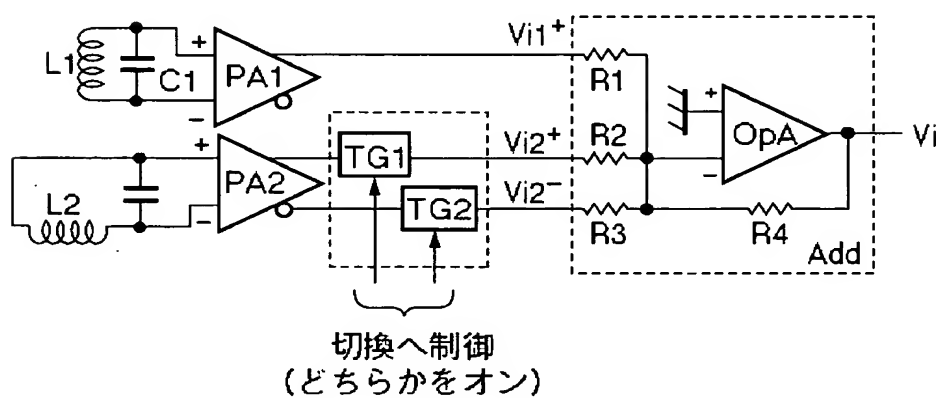 L1
C1
+
-
PA1
Vi1+
R1
L2
+
-
PA2
TG1
TG2
Vi2+
Vi2-
R2
R3
+
-
OpA
R4
Vi
Add
切換へ制御
(どちらかをオン)